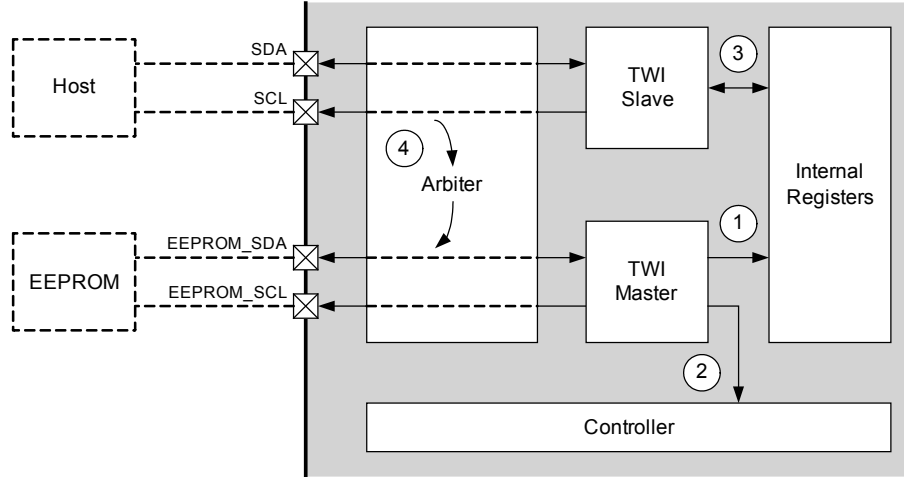 SDA
Host
SCL
TWI
Slave
3
4
Arbiter
Internal
Registers
1
EEPROM_SDA
EEPROM
EEPROM_SCL
TWI
Master
2
Controller